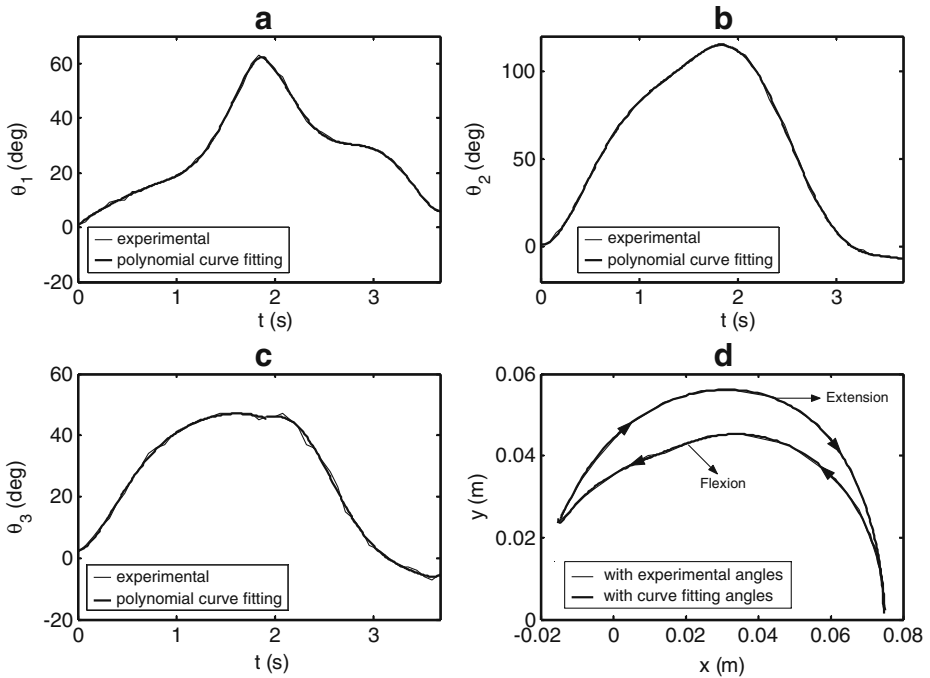 a
60
40
20
0
-20
θ1 (deg)
experimental
polynomial curve fitting
0 1 2 3
t (s)
b
100
50
0
θ2 (deg)
experimental
polynomial curve fitting
0 1 2 3
t (s)
c
60
40
20
0
-20
θ3 (deg)
experimental
polynomial curve fitting
0 1 2 3
t (s)
d
0.06
0.04
0.02
0
y (m)
Extension
Flexion
with experimental angles
with curve fitting angles
-0.02 0 0.02 0.04 0.06 0.08
x (m)